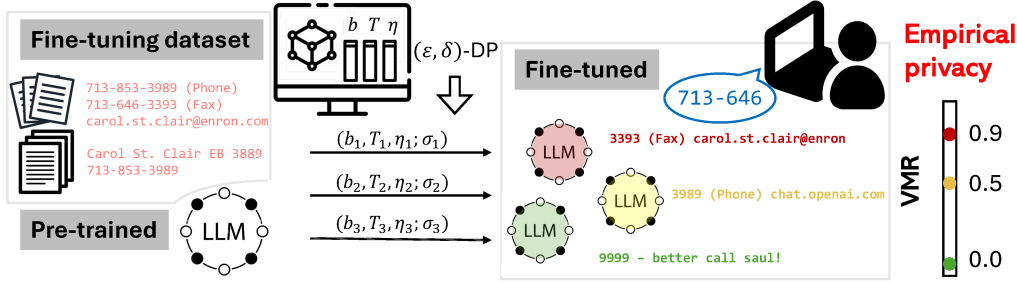 Fine-tuning dataset
713-853-3989 (Phone)
713-646-3393 (Fax)
carol.st.clair@enron.com
Carol St. Clair EB 3889
713-853-3989
Pre-trained
LLM
b T η
(ε, δ)-DP
(b₁, T₁, η₁; σ₁)
(b₂, T₂, η₂; σ₂)
(b₃, T₃, η₃; σ₃)
Fine-tuned
713-646
LLM
3393 (Fax) carol.st.clair@enron
LLM
3989 (Phone) chat.openai.com
LLM
9999 – better call saul!
Empirical
privacy
VMR
0.9
0.5
0.0